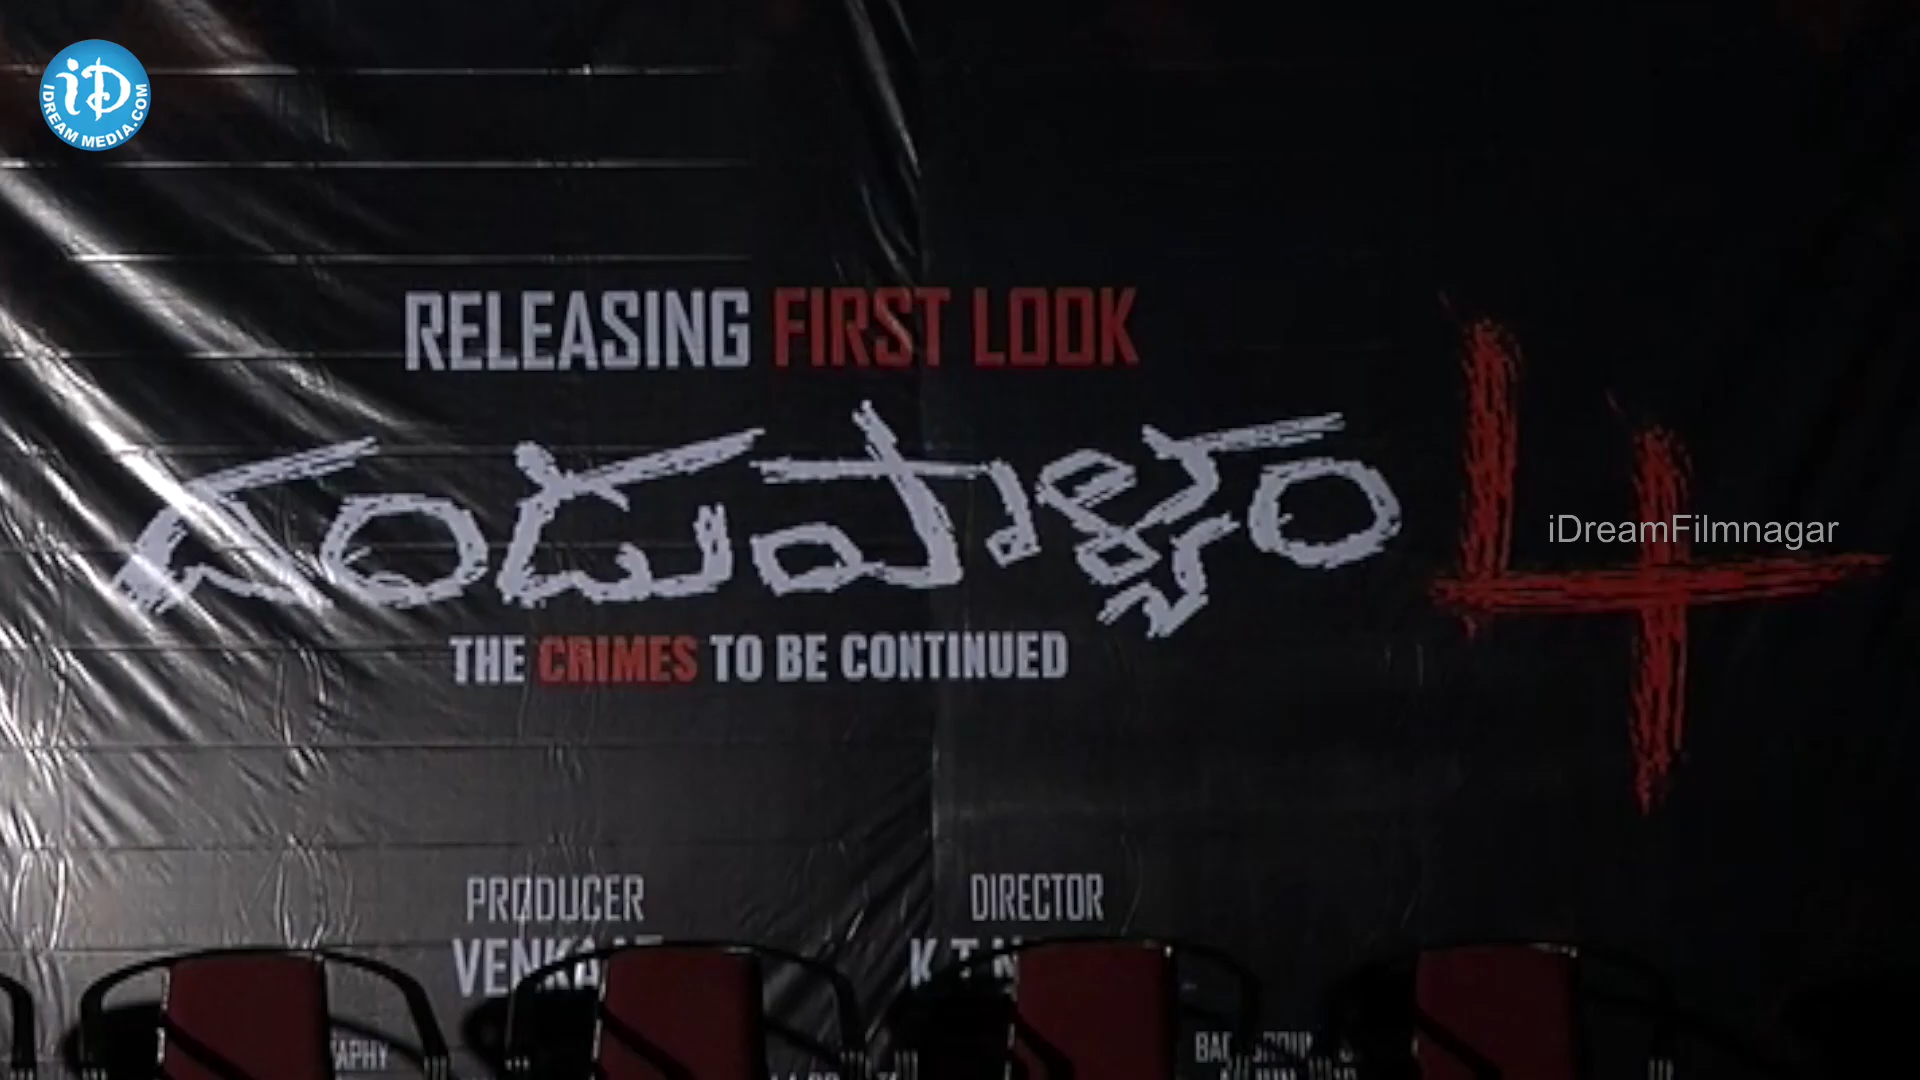 iD
IDREAM MEDIA.COM
RELEASING FIRST LOOK
దండుపాళ్యం 4
iDreamFilmnagar
THE CRIMES TO BE CONTINUED
PRODUCER
DIRECTOR
K T